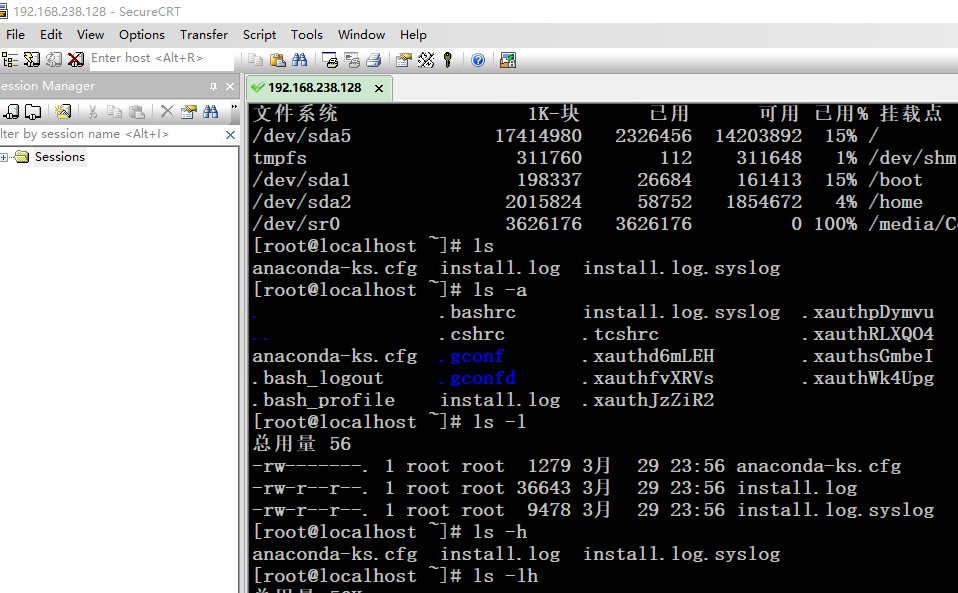 192.168.238.128 - SecureCRT
File Edit View Options Transfer Script Tools Window Help
Enter host <Alt+R>
ession Manager
lter by session name <Alt+I>
Sessions
192.168.238.128
文件系统 1K-块 已用 可用 已用% 挂载点
/dev/sda5 17414980 2326456 14203892 15% /
tmpfs 311760 112 311648 1% /dev/shm
/dev/sda1 198337 26684 161413 15% /boot
/dev/sda2 2015824 58752 1854672 4% /home
/dev/sr0 3626176 3626176 0 100% /media/C
[root@localhost ~]# ls
anaconda-ks.cfg install.log install.log.syslog
[root@localhost ~]# ls -a
. .bashrc install.log.syslog .xauthpDymvu
.. .cshrc .tcshrc .xauthRLXQO4
anaconda-ks.cfg .gconf .xauthd6mLEH .xauthsGmbeI
.bash_logout .gconfd .xauthfvXRVs .xauthWk4Upg
.bash_profile install.log .xauthJzZiR2
[root@localhost ~]# ls -l
总用量 56
-rw-------. 1 root root 1279 3月 29 23:56 anaconda-ks.cfg
-rw-r--r--. 1 root root 36643 3月 29 23:56 install.log
-rw-r--r--. 1 root root 9478 3月 29 23:56 install.log.syslog
[root@localhost ~]# ls -h
anaconda-ks.cfg install.log install.log.syslog
[root@localhost ~]# ls -lh